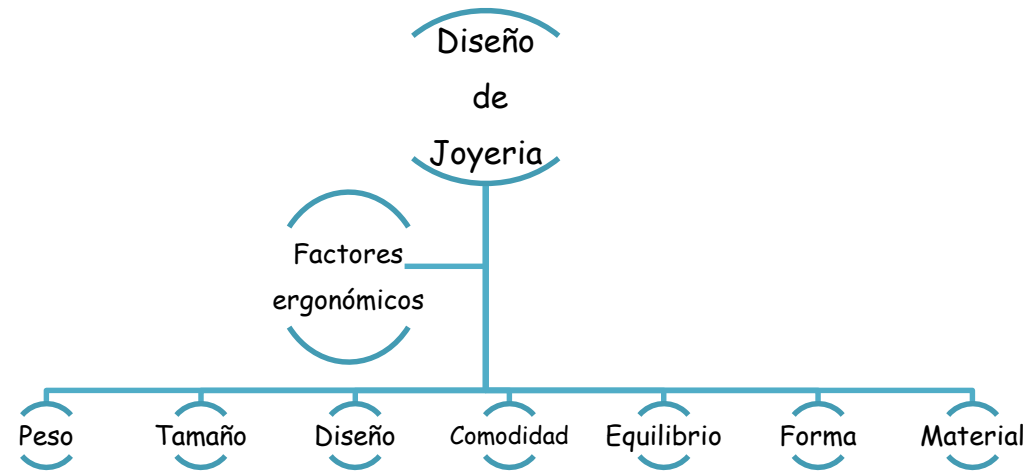 Diseño
de
Joyeria
Factores
ergonómicos
Peso
Tamaño
Diseño
Comodidad
Equilibrio
Forma
Material